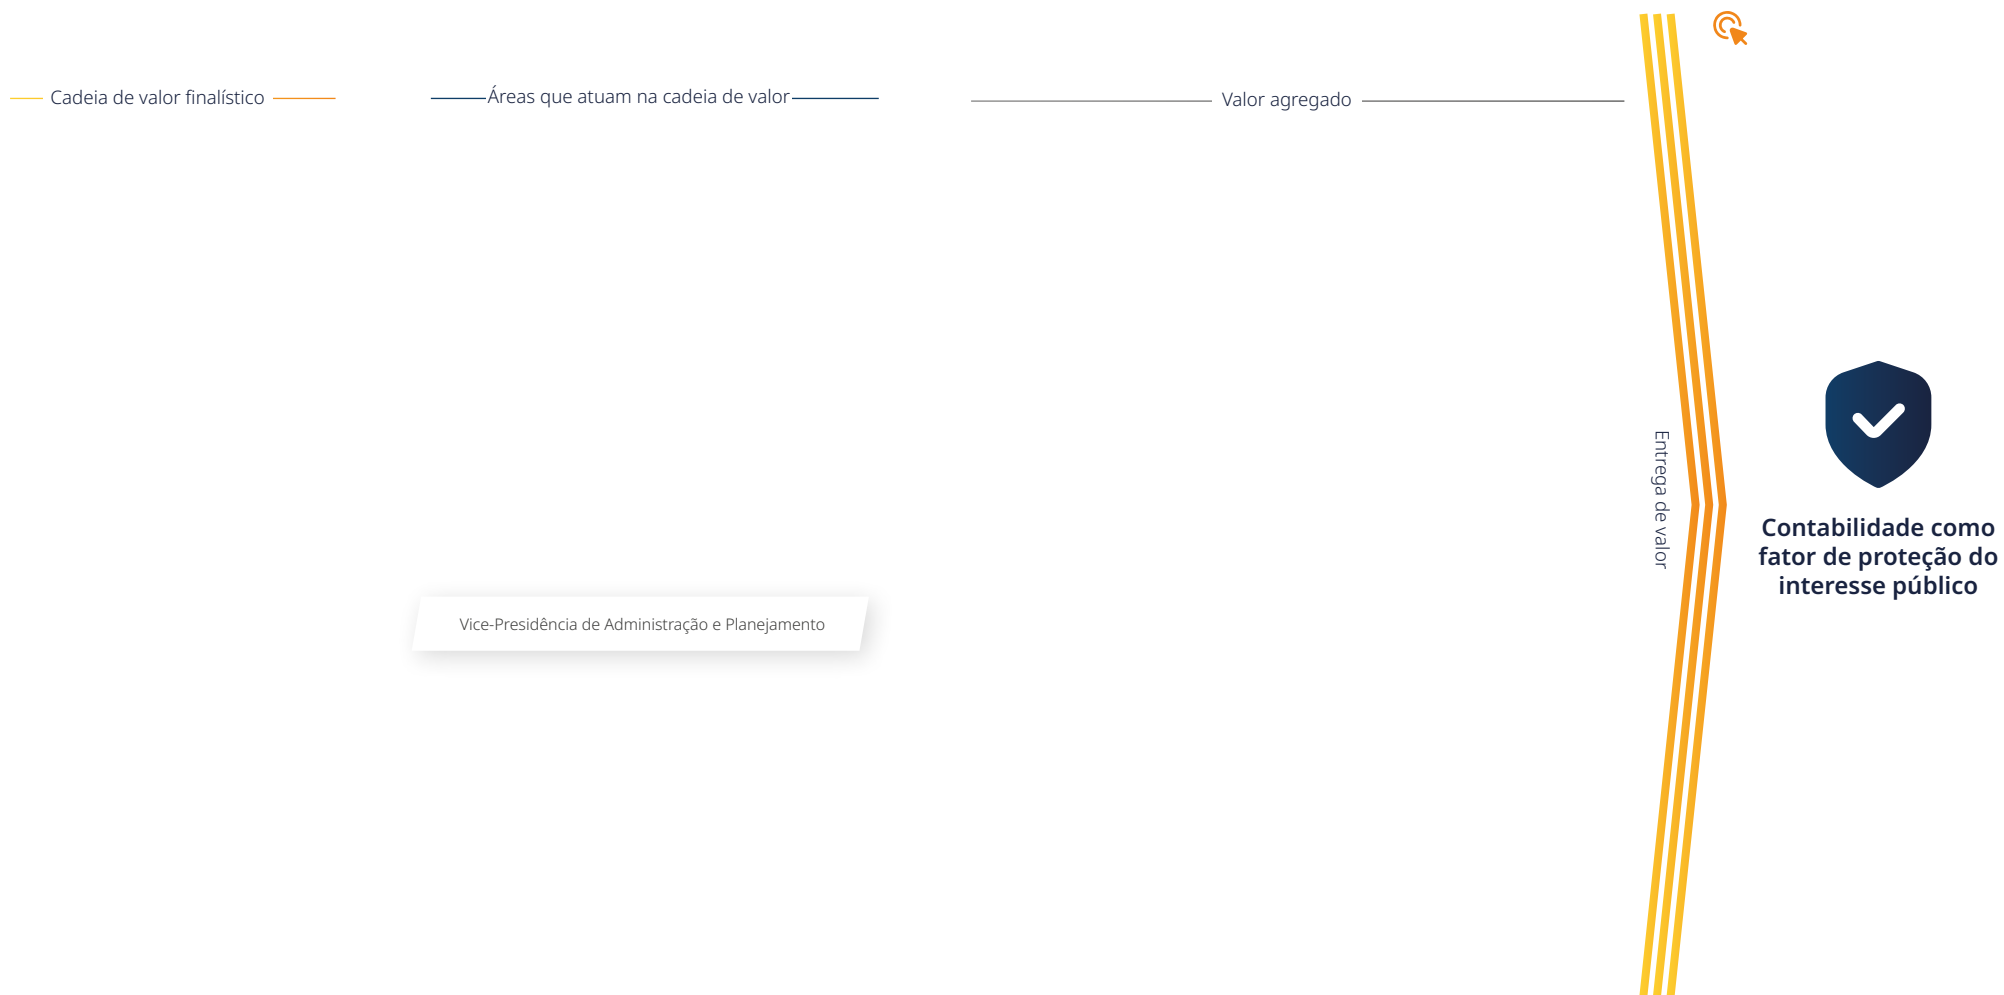 Cadeia de valor finalístico
Áreas que atuam na cadeia de valor
Valor agregado
Vice-Presidência de Administração e Planejamento
Entrega de valor
Contabilidade como
fator de proteção do
interesse público